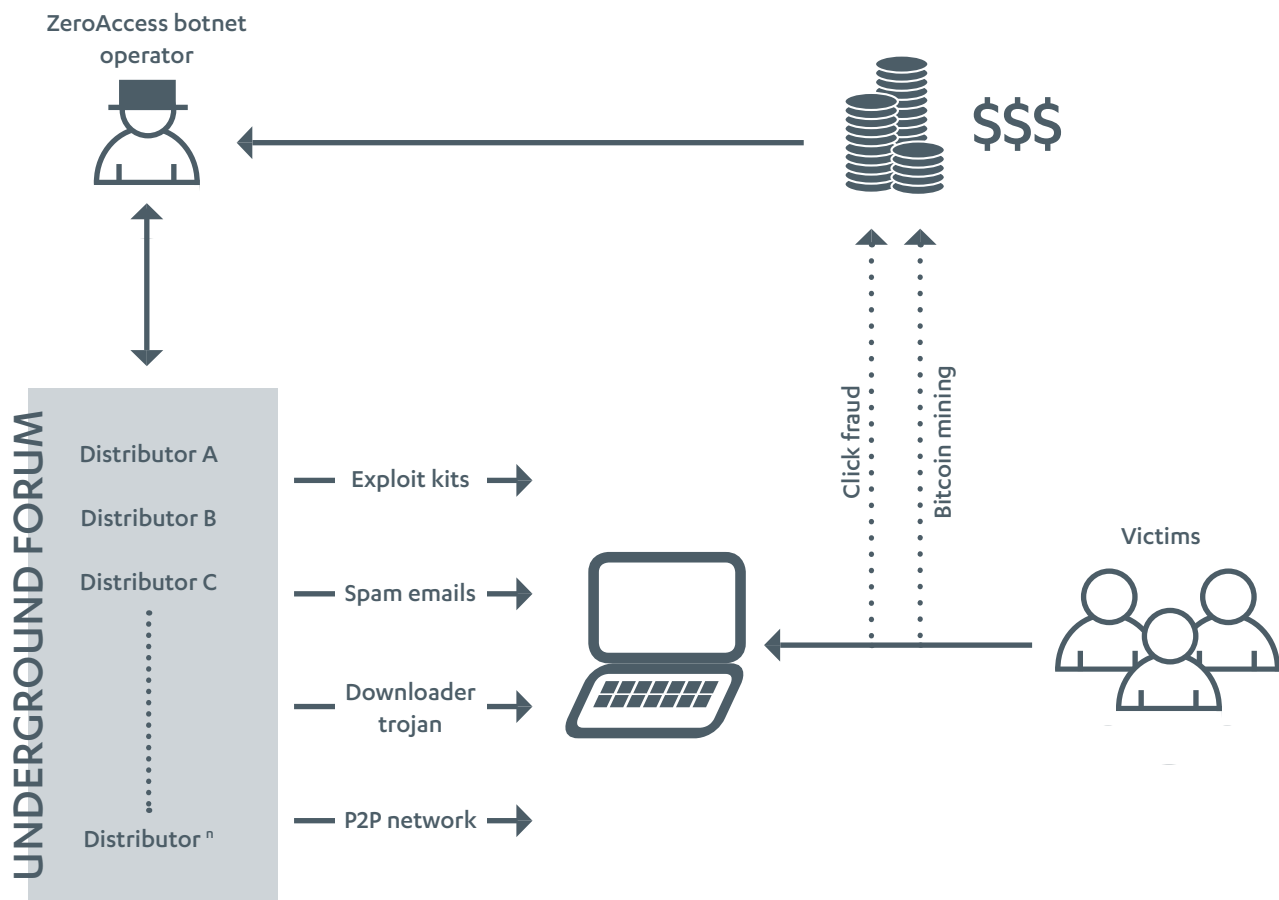 ZeroAccess botnet
operator
$$$
UNDERGROUND FORUM
Distributor A
Distributor B
Distributor C
Distributor n
Exploit kits
Spam emails
Downloader
trojan
P2P network
Click fraud
Bitcoin mining
Victims